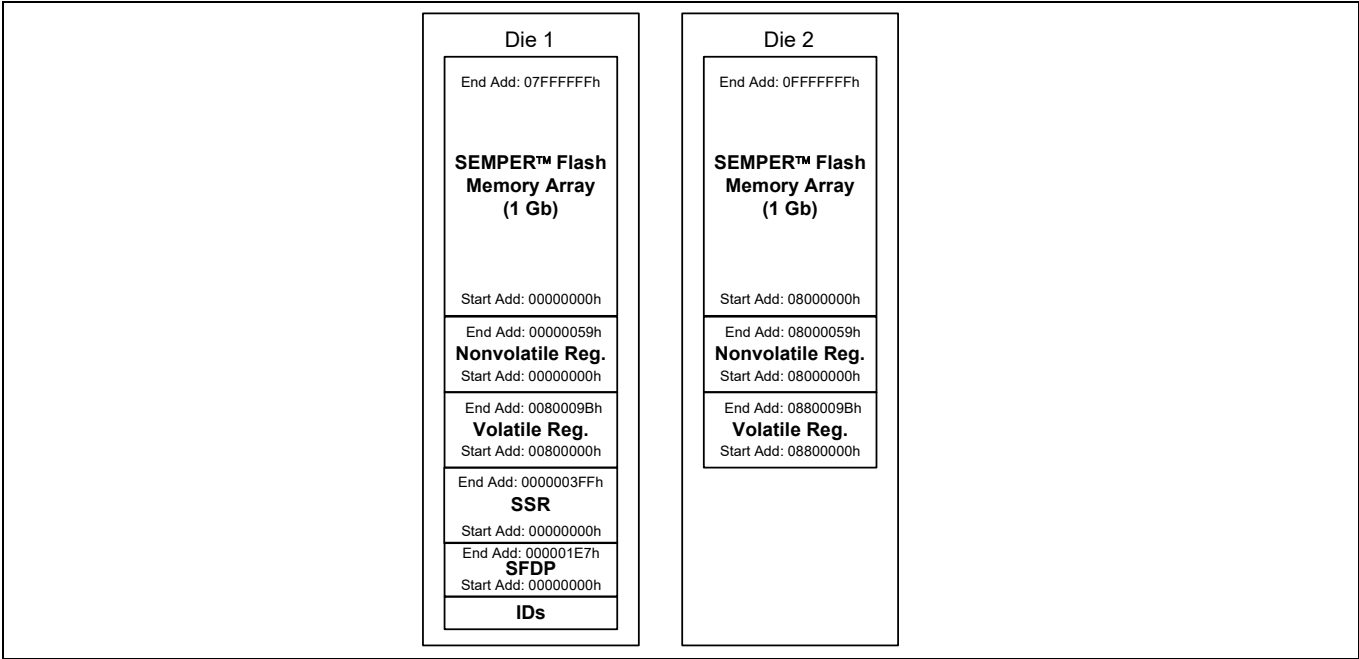 Die 1
End Add: 07FFFFFFh
SEMPER™ Flash
Memory Array
(1 Gb)
Start Add: 00000000h
End Add: 00000059h
Nonvolatile Reg.
Start Add: 00000000h
End Add: 0080009Bh
Volatile Reg.
Start Add: 00800000h
End Add: 0000003FFh
SSR
Start Add: 00000000h
End Add: 000001E7h
SFDP
Start Add: 00000000h
IDs
Die 2
End Add: 0FFFFFFFh
SEMPER™ Flash
Memory Array
(1 Gb)
Start Add: 08000000h
End Add: 08000059h
Nonvolatile Reg.
Start Add: 08000000h
End Add: 0880009Bh
Volatile Reg.
Start Add: 08800000h